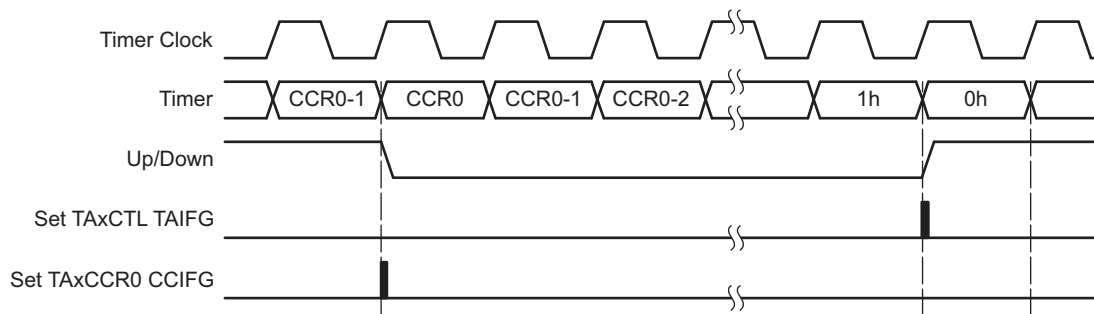 Timer Clock
Timer CCR0-1 CCR0 CCR0-1 CCR0-2 1h 0h
Up/Down
Set TAxCTL TAIFG
Set TAxCCR0 CCIFG